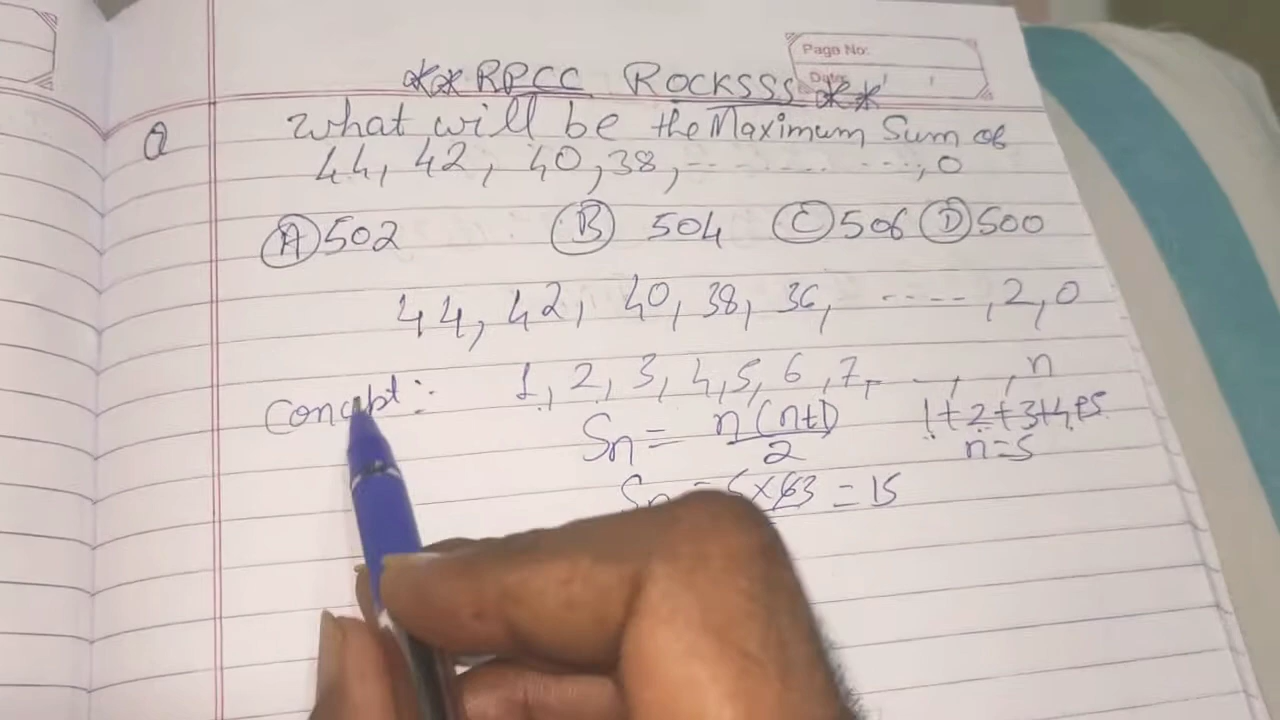 Page No:
Date: / /
** RPCC ROCKSSS **
Q What will be the Maximum Sum of
44, 42, 40, 38, ---........, 0
A 502 B 504 C 506 D 500
44, 42, 40, 38, 36, ----, 2, 0
Concept: 1, 2, 3, 4, 5, 6, 7, - , , n
Sn = n(n+1)/2 1+2+3+4+5
n=5
= 15